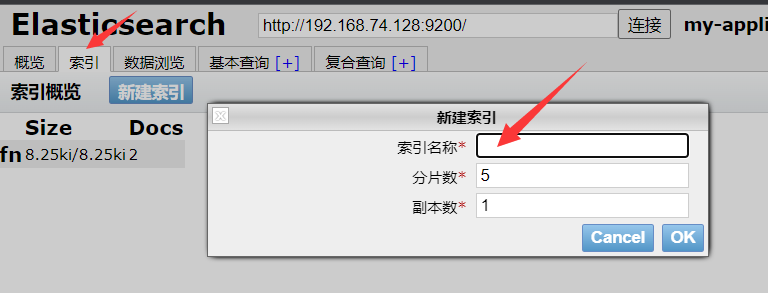 Elasticsearch http://192.168.74.128:9200/ 连接 my-appli
概览 索引 数据浏览 基本查询 [+] 复合查询 [+]
索引概览 新建索引
Size Docs
fn 8.25ki/8.25ki 2
新建索引
索引名称*
分片数* 5
副本数* 1
Cancel OK